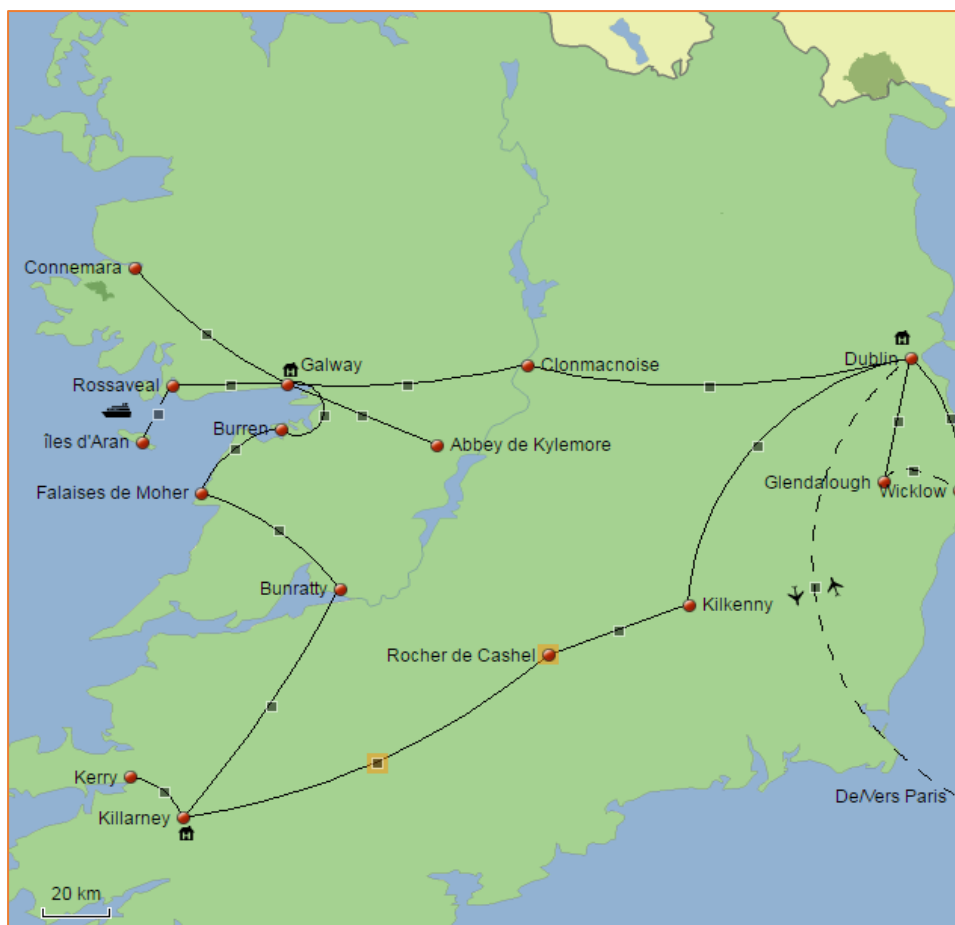 Connemara
Galway
Clonmacnoise
Dublin
Rossaveal
Burren
îles d'Aran
Abbey de Kylemore
Glendalough
Wicklow
Falaises de Moher
Bunratty
Kilkenny
Rocher de Cashel
Kerry
De/Vers Paris
Killarney
20 km